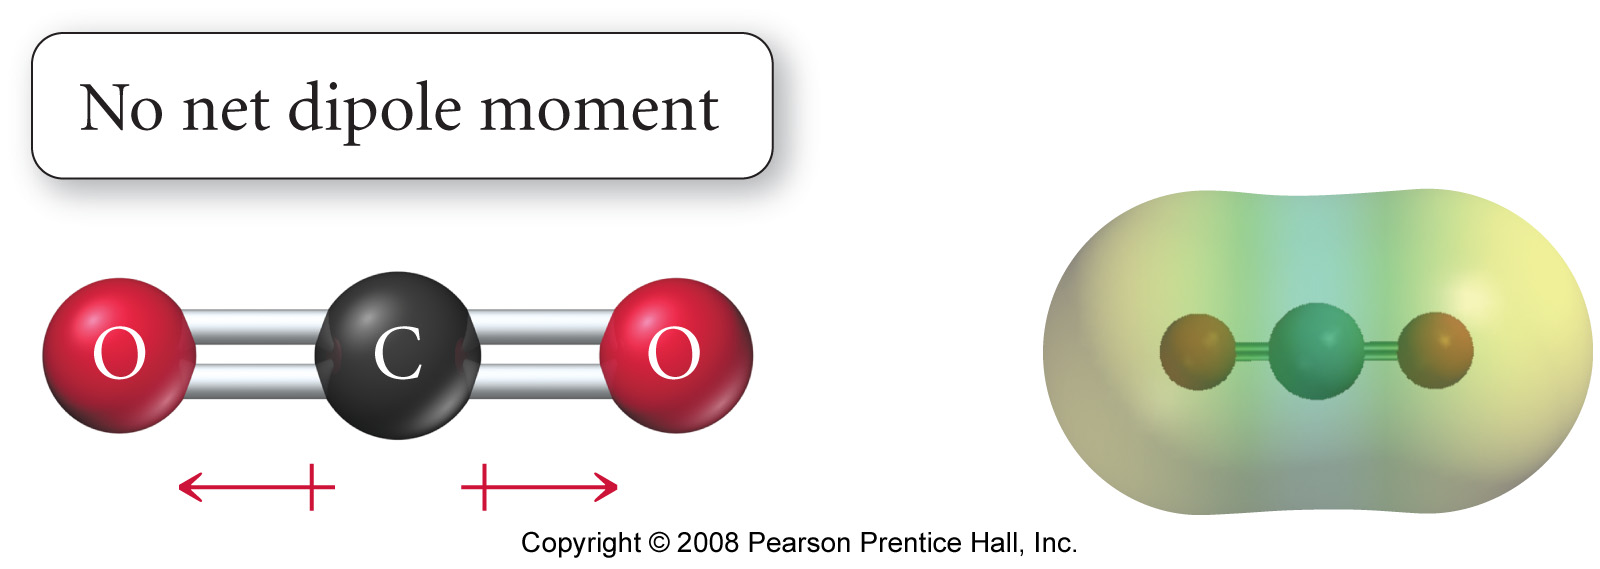 No net dipole moment
O C O
Copyright © 2008 Pearson Prentice Hall, Inc.